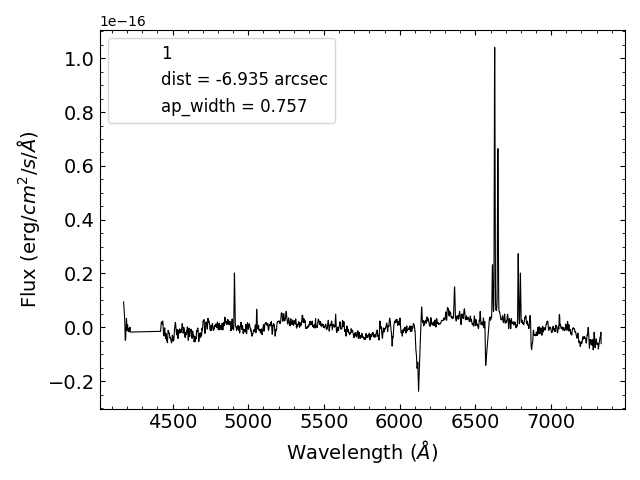 1e−16
1
dist = -6.935 arcsec
ap_width = 0.757
1.0
0.8
0.6
0.4
0.2
0.0
−0.2
Flux (erg/cm²/s/Å)
4500 5000 5500 6000 6500 7000
Wavelength (Å)